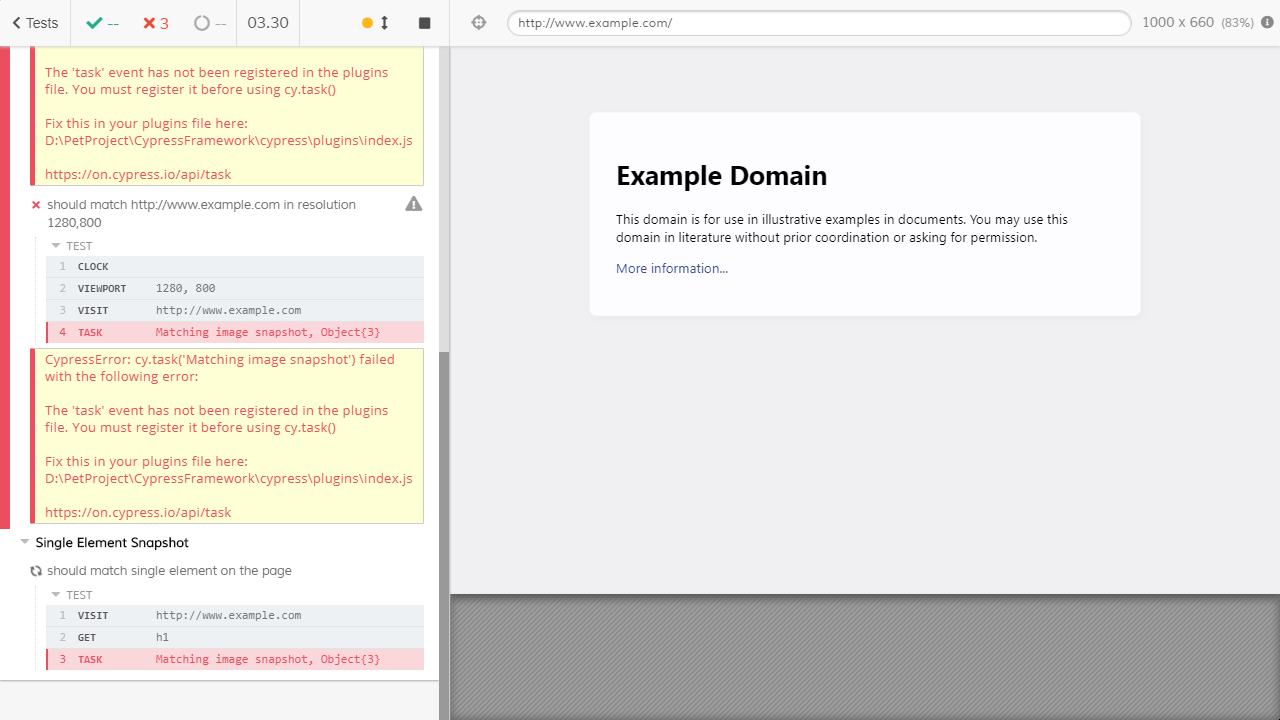 Tests
--
3
--
03.30
http://www.example.com/
1000 x 660 (83%)
The 'task' event has not been registered in the plugins
file. You must register it before using cy.task()
Fix this in your plugins file here:
D:\PetProject\CypressFramework\cypress\plugins\index.js
https://on.cypress.io/api/task
should match http://www.example.com in resolution
1280,800
TEST
1 CLOCK
2 VIEWPORT 1280, 800
3 VISIT http://www.example.com
4 TASK Matching image snapshot, Object{3}
CypressError: cy.task('Matching image snapshot') failed
with the following error:
The 'task' event has not been registered in the plugins
file. You must register it before using cy.task()
Fix this in your plugins file here:
D:\PetProject\CypressFramework\cypress\plugins\index.js
https://on.cypress.io/api/task
Single Element Snapshot
should match single element on the page
TEST
1 VISIT http://www.example.com
2 GET h1
3 TASK Matching image snapshot, Object{3}
Example Domain
This domain is for use in illustrative examples in documents. You may use this
domain in literature without prior coordination or asking for permission.
More information...